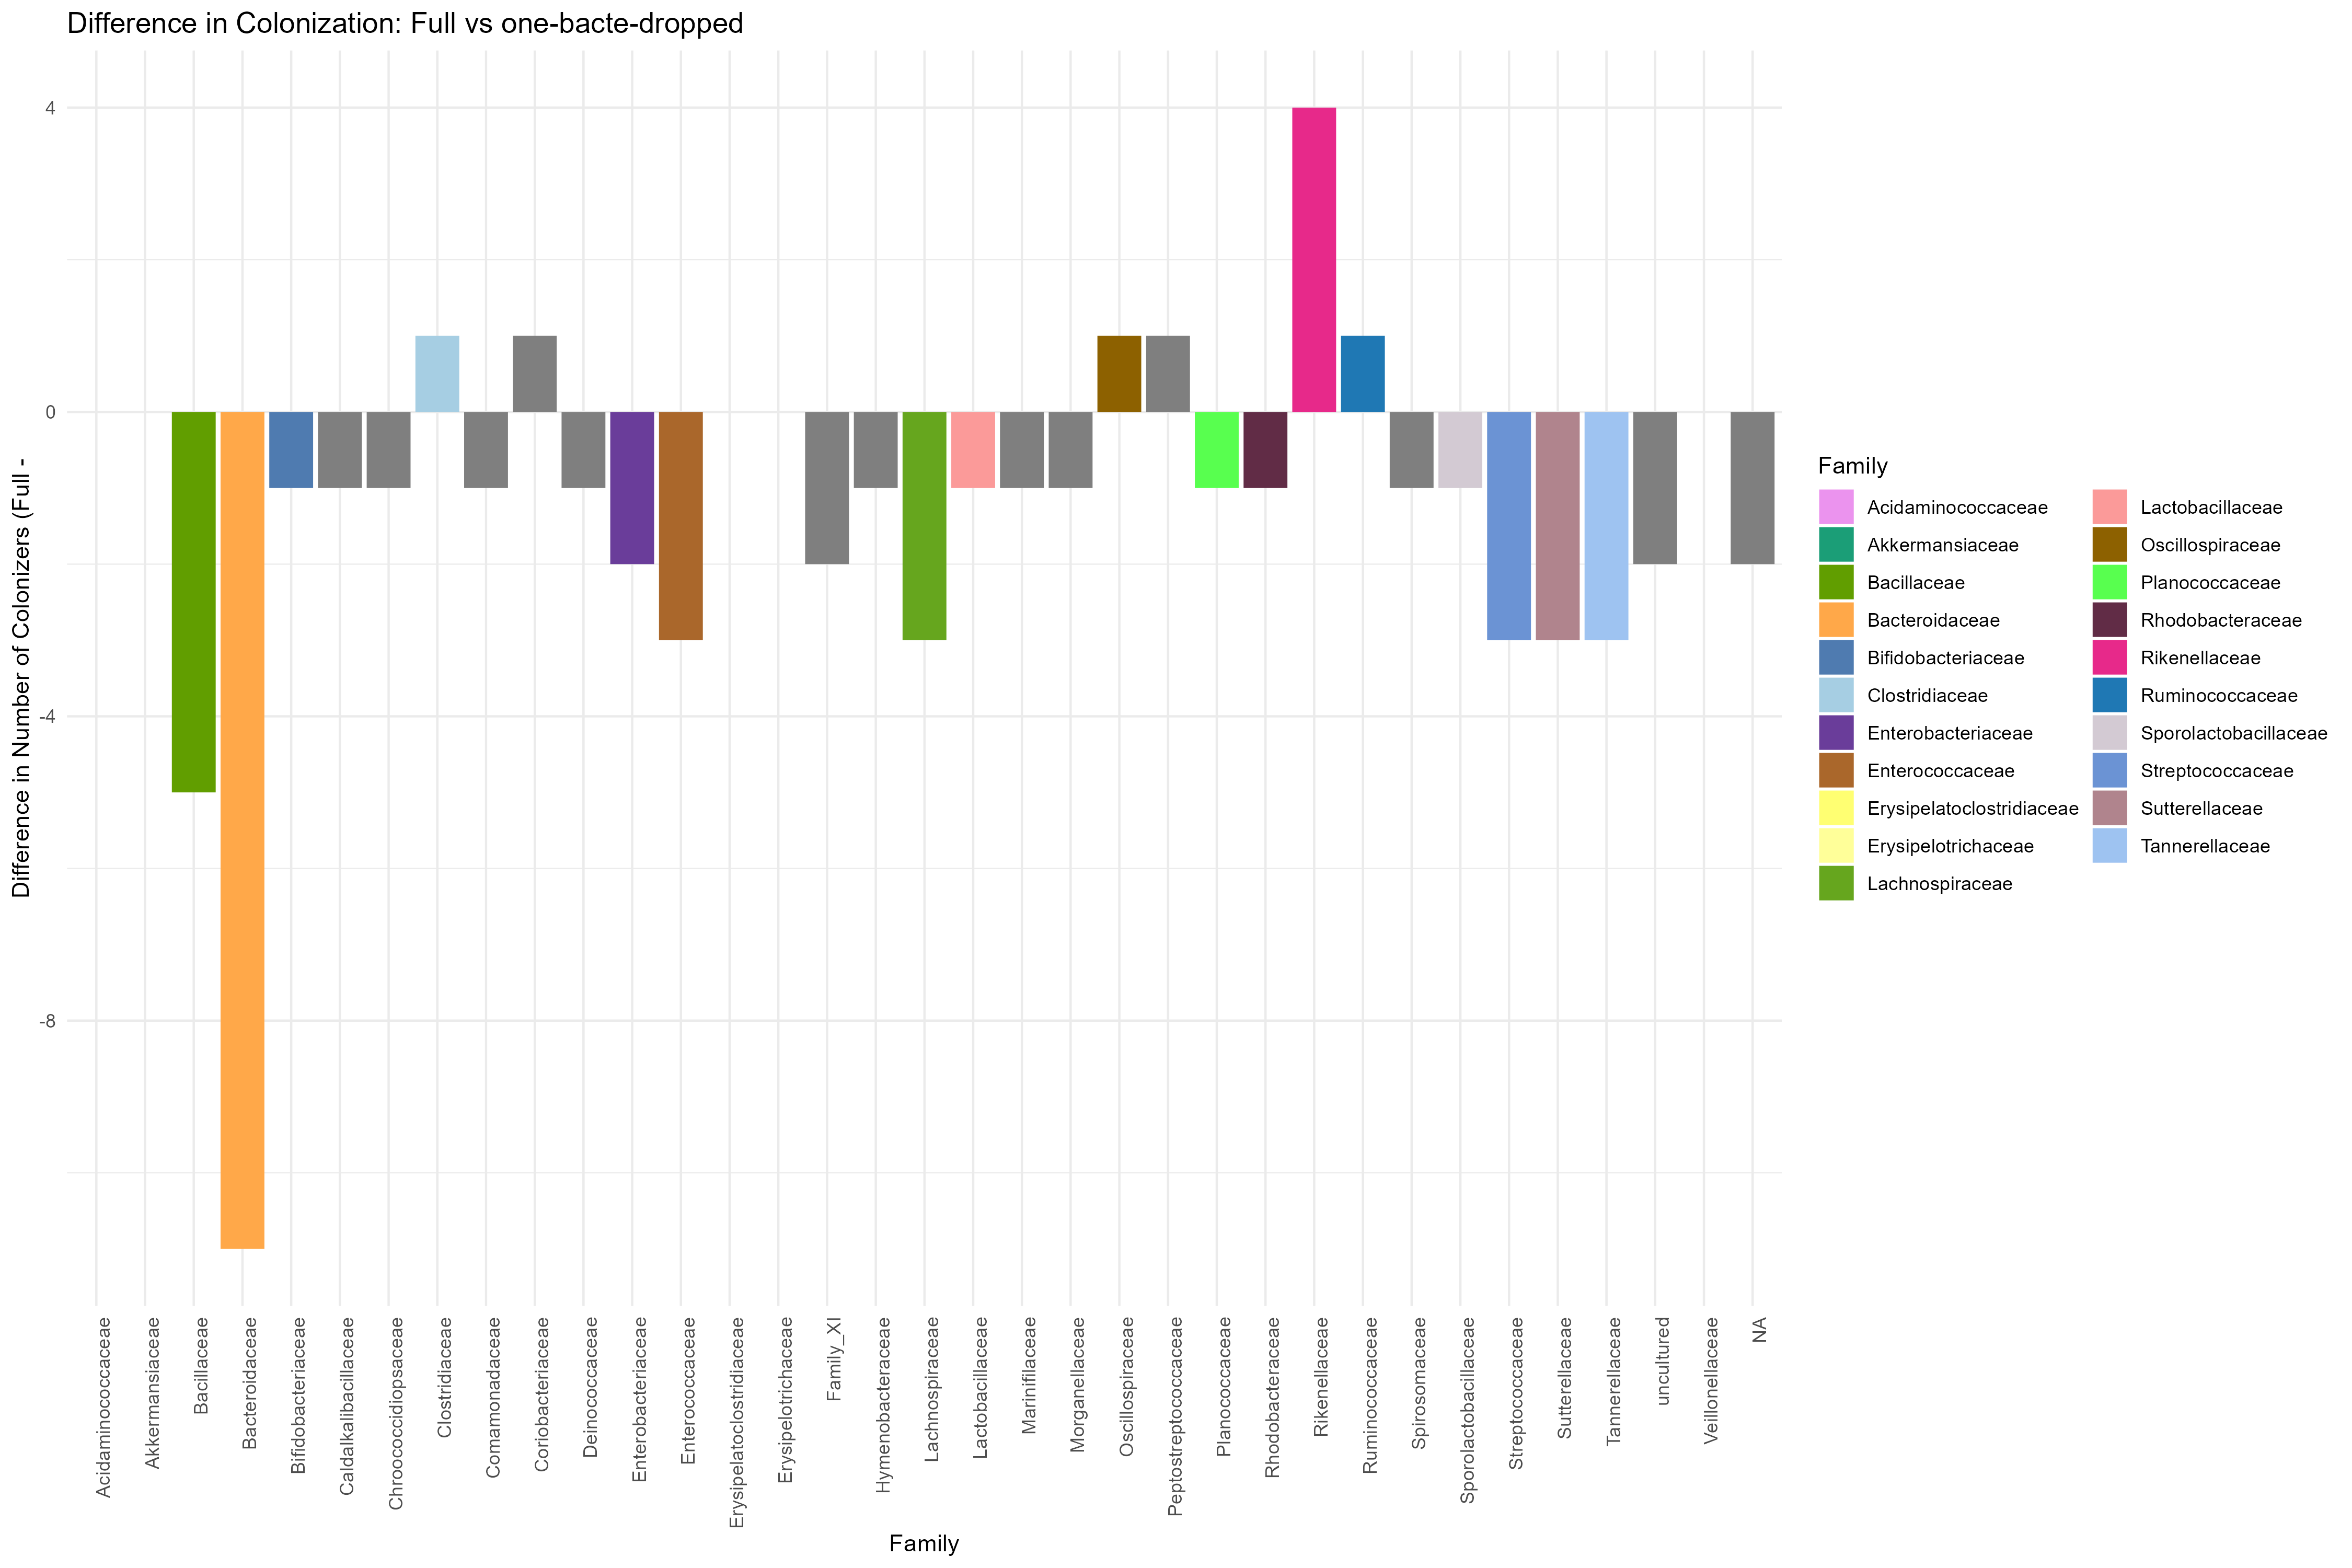 Difference in Colonization: Full vs one-bacte-dropped
Difference in Number of Colonizers (Full -
4
0
-4
-8
Acidaminococcaceae
Akkermansiaceae
Bacillaceae
Bacteroidaceae
Bifidobacteriaceae
Caldalkalibacillaceae
Chroococcidiopsaceae
Clostridiaceae
Comamonadaceae
Coriobacteriaceae
Deinococcaceae
Enterobacteriaceae
Enterococcaceae
Erysipelatoclostridiaceae
Erysipelotrichaceae
Family_XI
Hymenobacteraceae
Lachnospiraceae
Lactobacillaceae
Marinifilaceae
Morganellaceae
Oscillospiraceae
Peptostreptococcaceae
Planococcaceae
Rhodobacteraceae
Rikenellaceae
Ruminococcaceae
Spirosomaceae
Sporolactobacillaceae
Streptococcaceae
Sutterellaceae
Tannerellaceae
uncultured
Veillonellaceae
NA
Family
Family
Acidaminococcaceae
Akkermansiaceae
Bacillaceae
Bacteroidaceae
Bifidobacteriaceae
Clostridiaceae
Enterobacteriaceae
Enterococcaceae
Erysipelatoclostridiaceae
Erysipelotrichaceae
Lachnospiraceae
Lactobacillaceae
Oscillospiraceae
Planococcaceae
Rhodobacteraceae
Rikenellaceae
Ruminococcaceae
Sporolactobacillaceae
Streptococcaceae
Sutterellaceae
Tannerellaceae